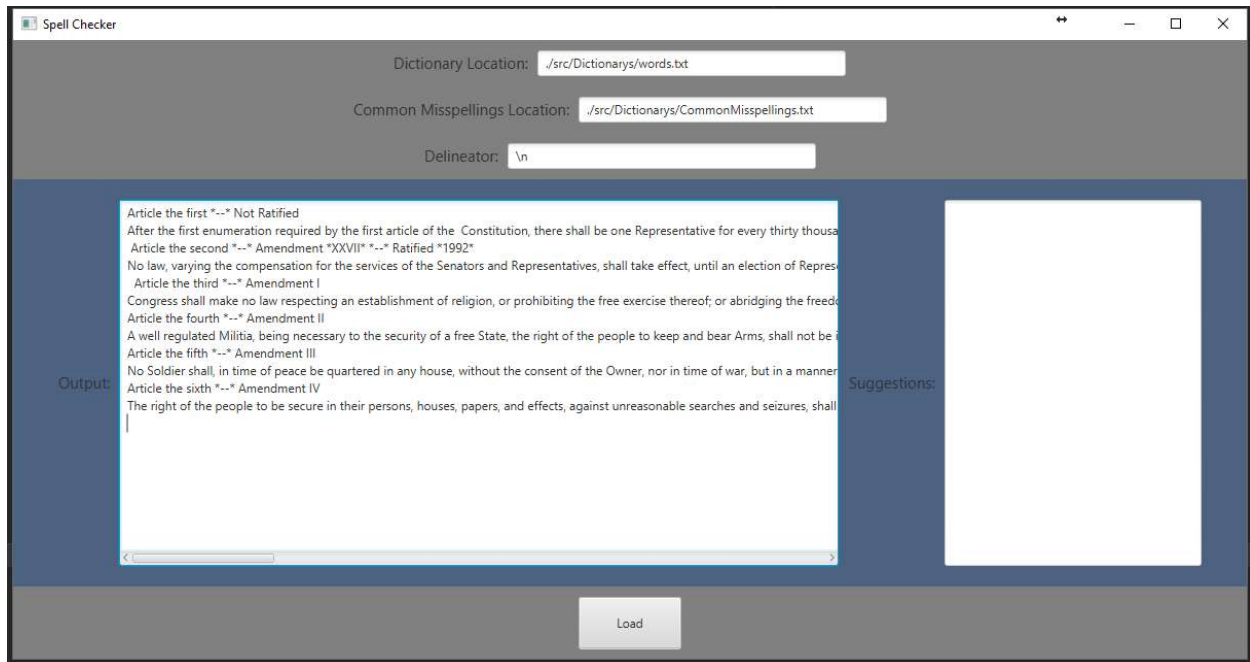 Spell Checker
Dictionary Location: ./src/Dictionarys/words.txt
Common Misspellings Location: ./src/Dictionarys/CommonMisspellings.txt
Delineator: \n
Output:
Article the first *--* Not Ratified
After the first enumeration required by the first article of the  Constitution, there shall be one Representative for every thirty thousa
Article the second *--* Amendment *XXVII* *--* Ratified *1992*
No law, varying the compensation for the services of the Senators and Representatives, shall take effect, until an election of Repres
Article the third *--* Amendment I
Congress shall make no law respecting an establishment of religion, or prohibiting the free exercise thereof; or abridging the freed
Article the fourth *--* Amendment II
A well regulated Militia, being necessary to the security of a free State, the right of the people to keep and bear Arms, shall not be i
Article the fifth *--* Amendment III
No Soldier shall, in time of peace be quartered in any house, without the consent of the Owner, nor in time of war, but in a manner
Article the sixth *--* Amendment IV
The right of the people to be secure in their persons, houses, papers, and effects, against unreasonable searches and seizures, shall
Suggestions:
Load